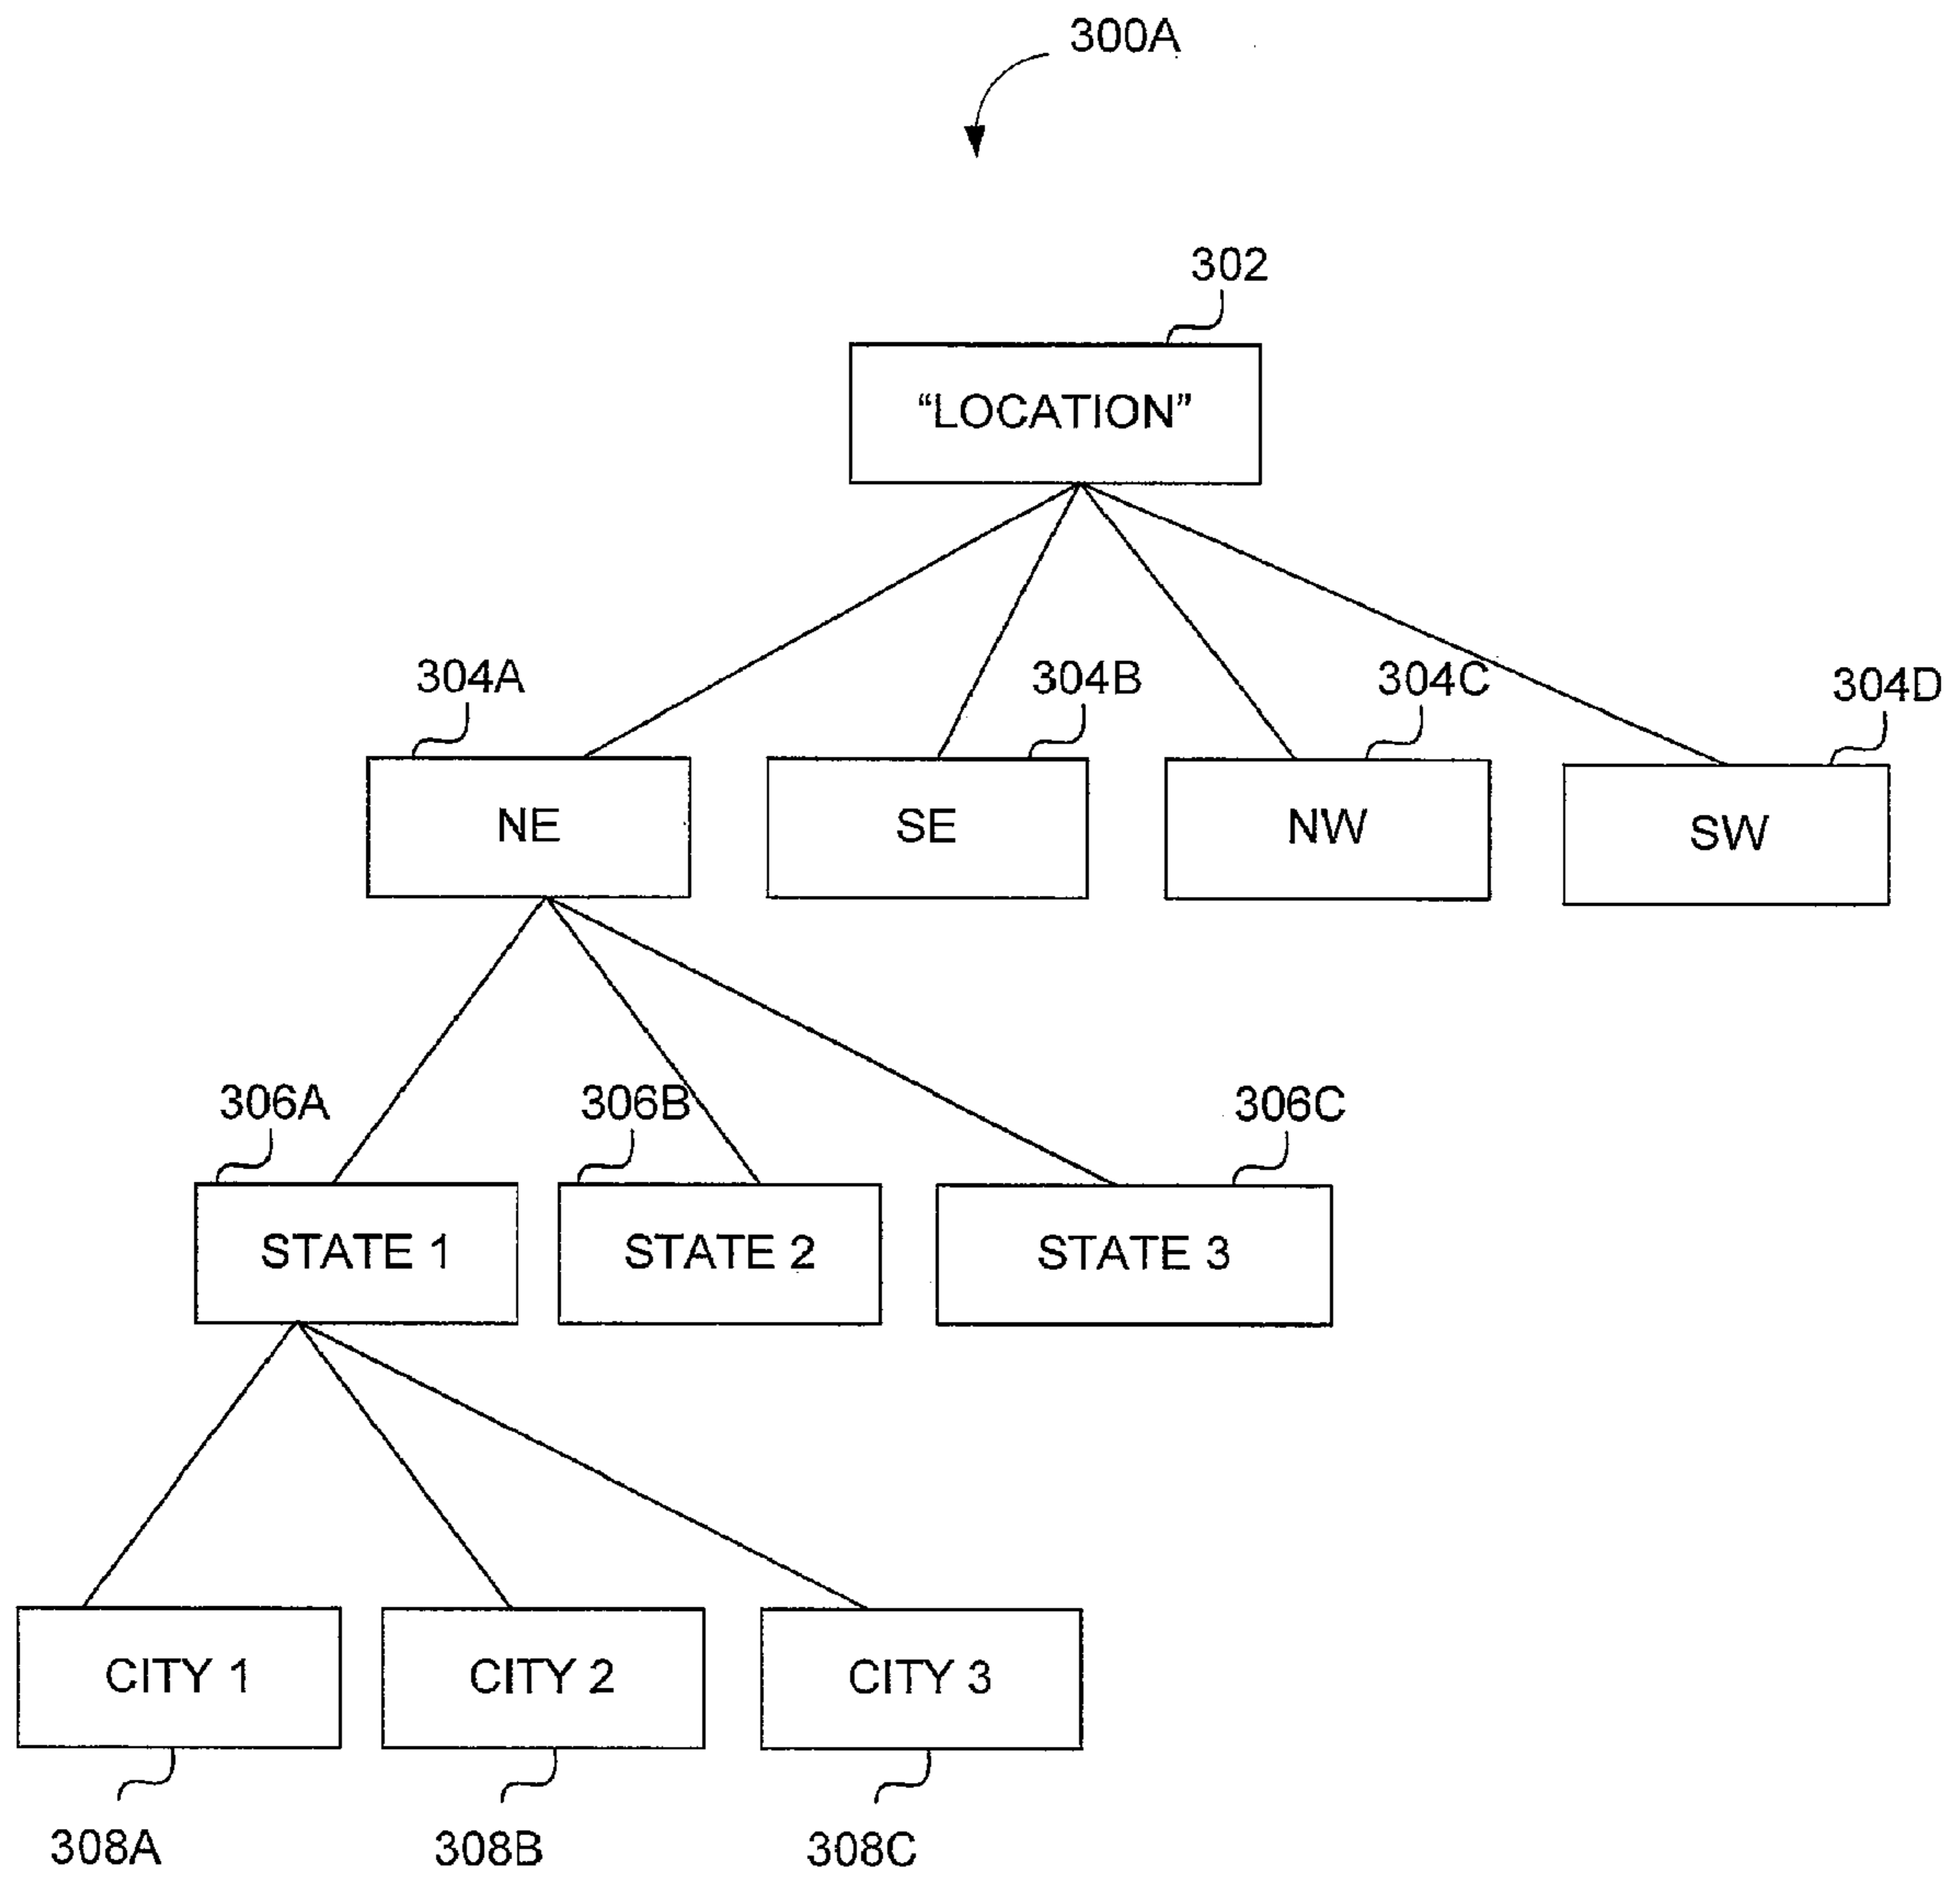 300A
302
“LOCATION”
304A
304B
304C
304D
NE
SE
NW
SW
306A
306B
306C
STATE 1
STATE 2
STATE 3
CITY 1
CITY 2
CITY 3
308A
308B
308C